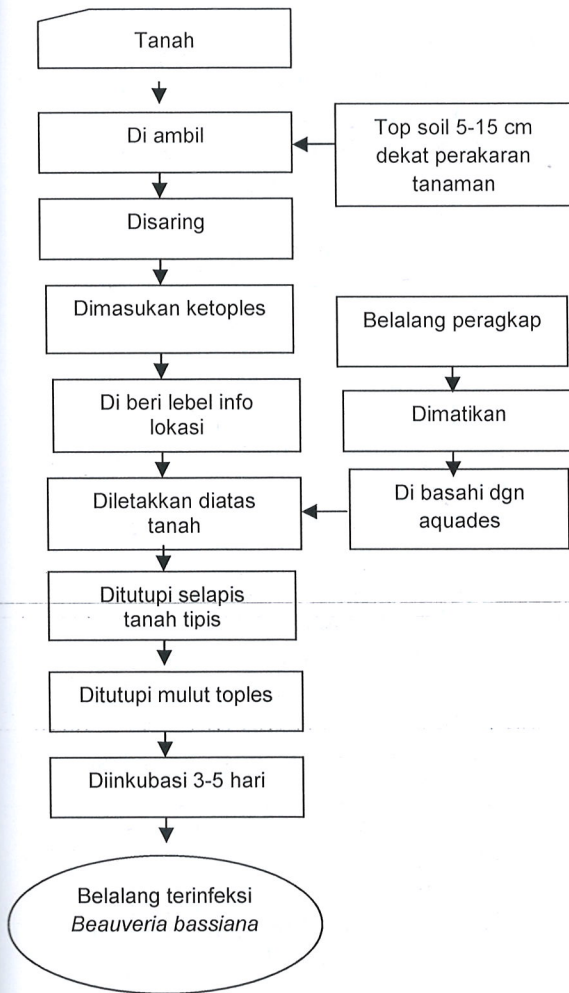 Tanah
Di ambil
Top soil 5-15 cm
dekat perakaran
tanaman
Disaring
Dimasukan ketoples
Belalang peragkap
Di beri lebel info
lokasi
Dimatikan
Diletakkan diatas
tanah
Di basahi dgn
aquades
Ditutupi selapis
tanah tipis
Ditutupi mulut toples
Diinkubasi 3-5 hari
Belalang terinfeksi
Beauveria bassiana